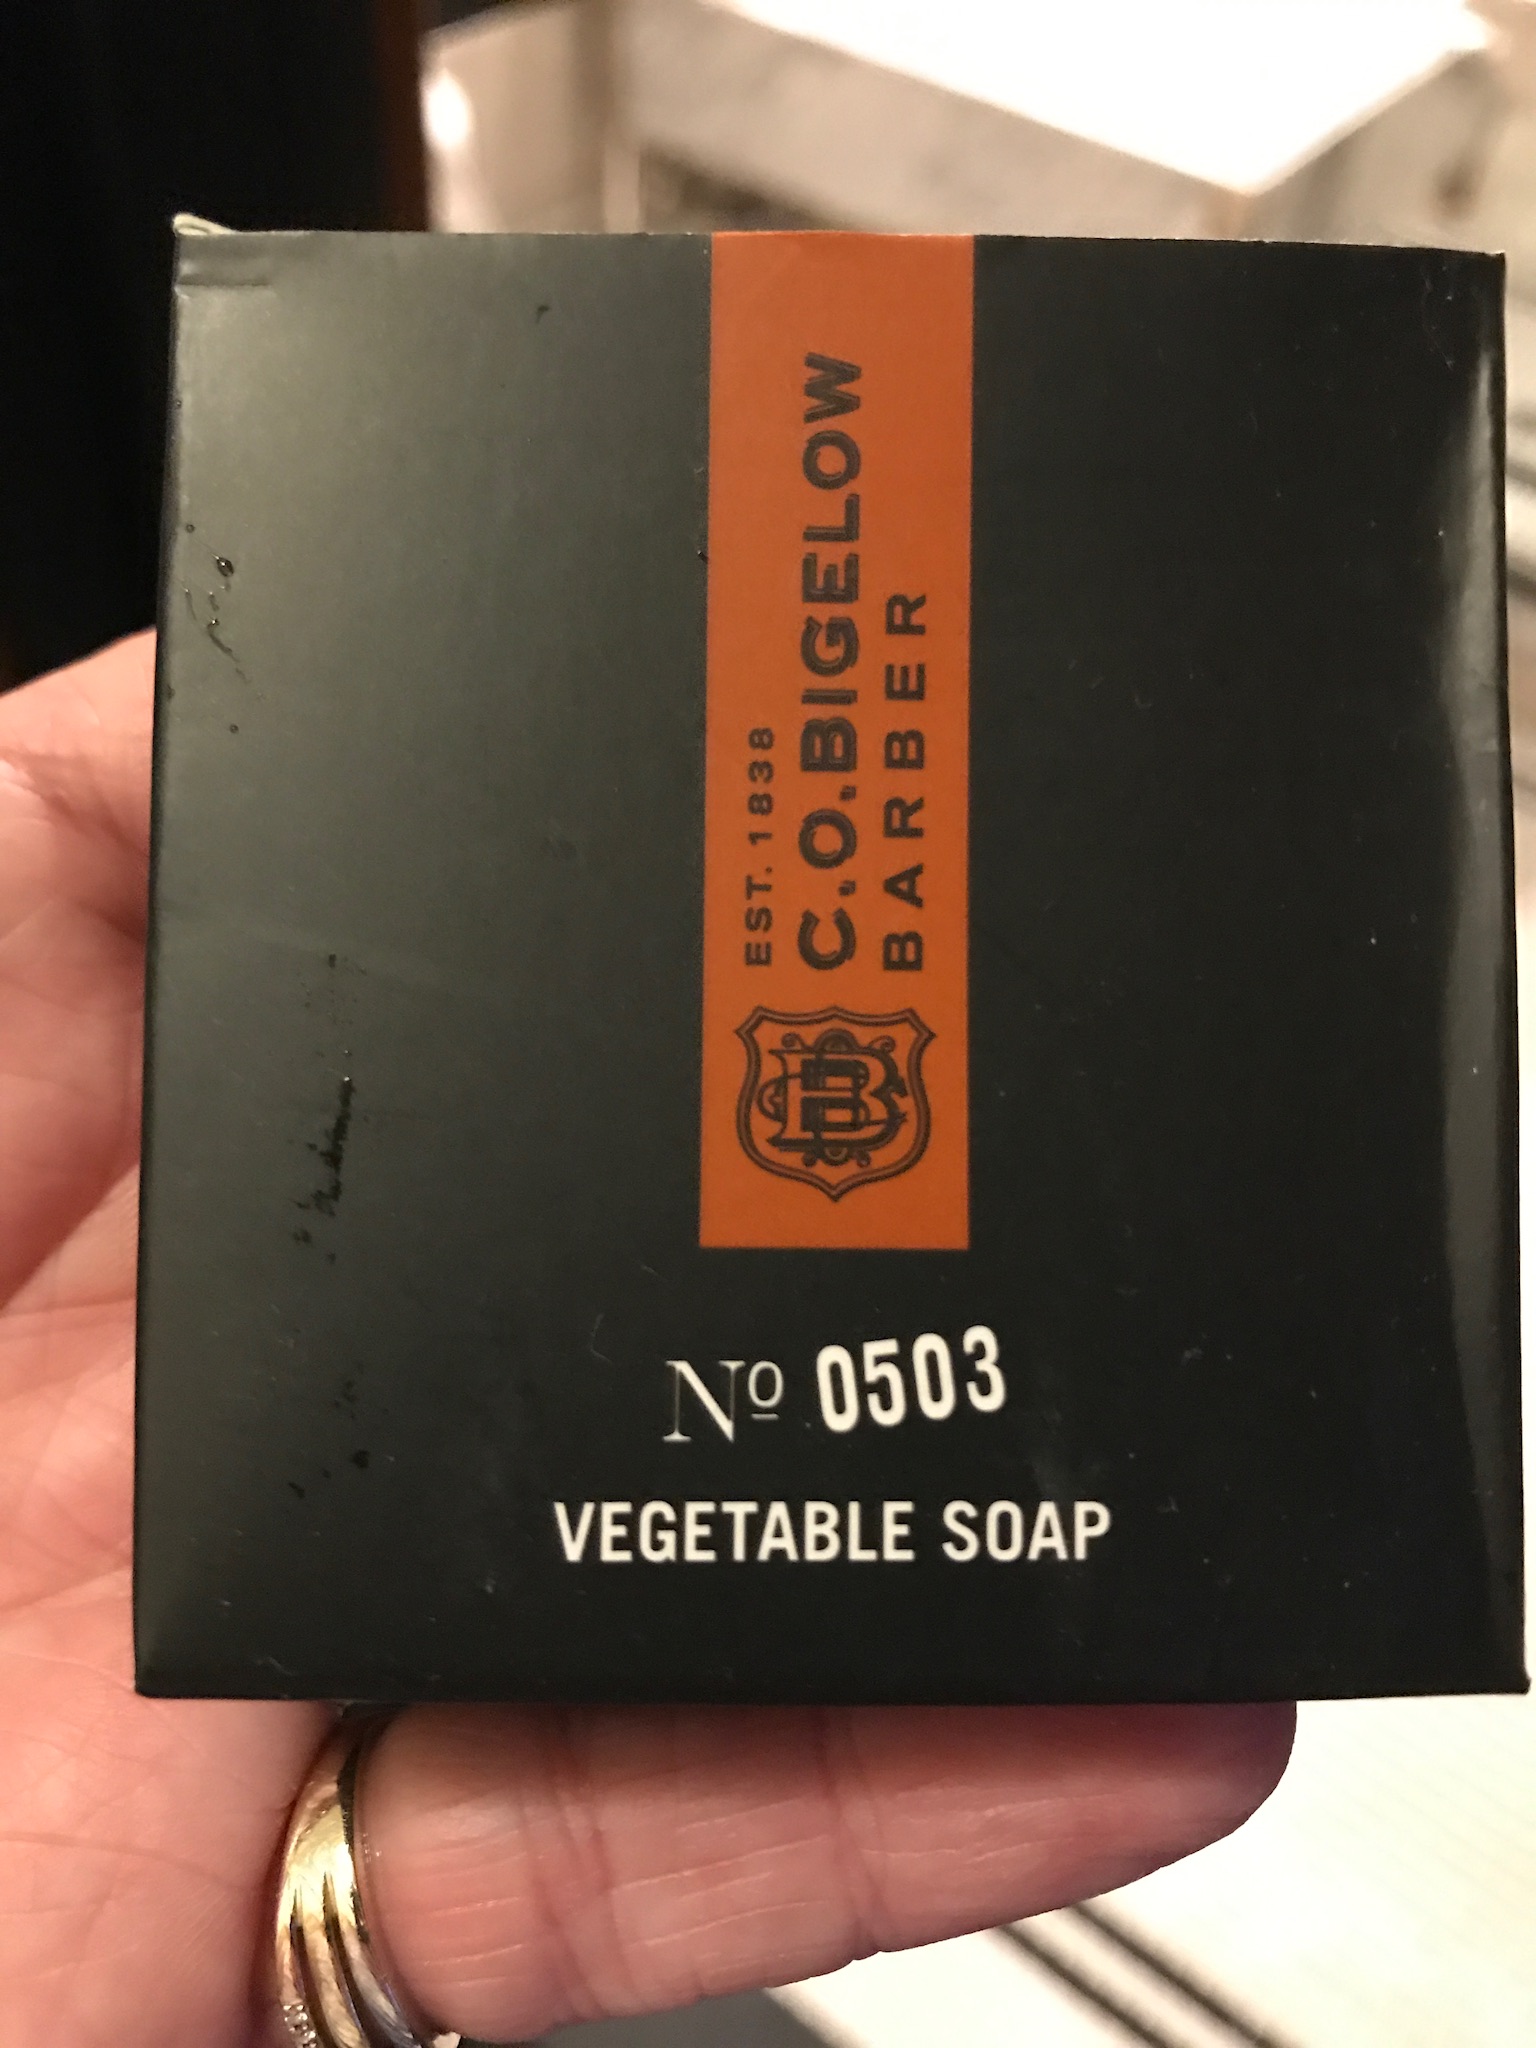 EST. 1838
C.O.BIGELOW
BARBER
Nº 0503
VEGETABLE SOAP